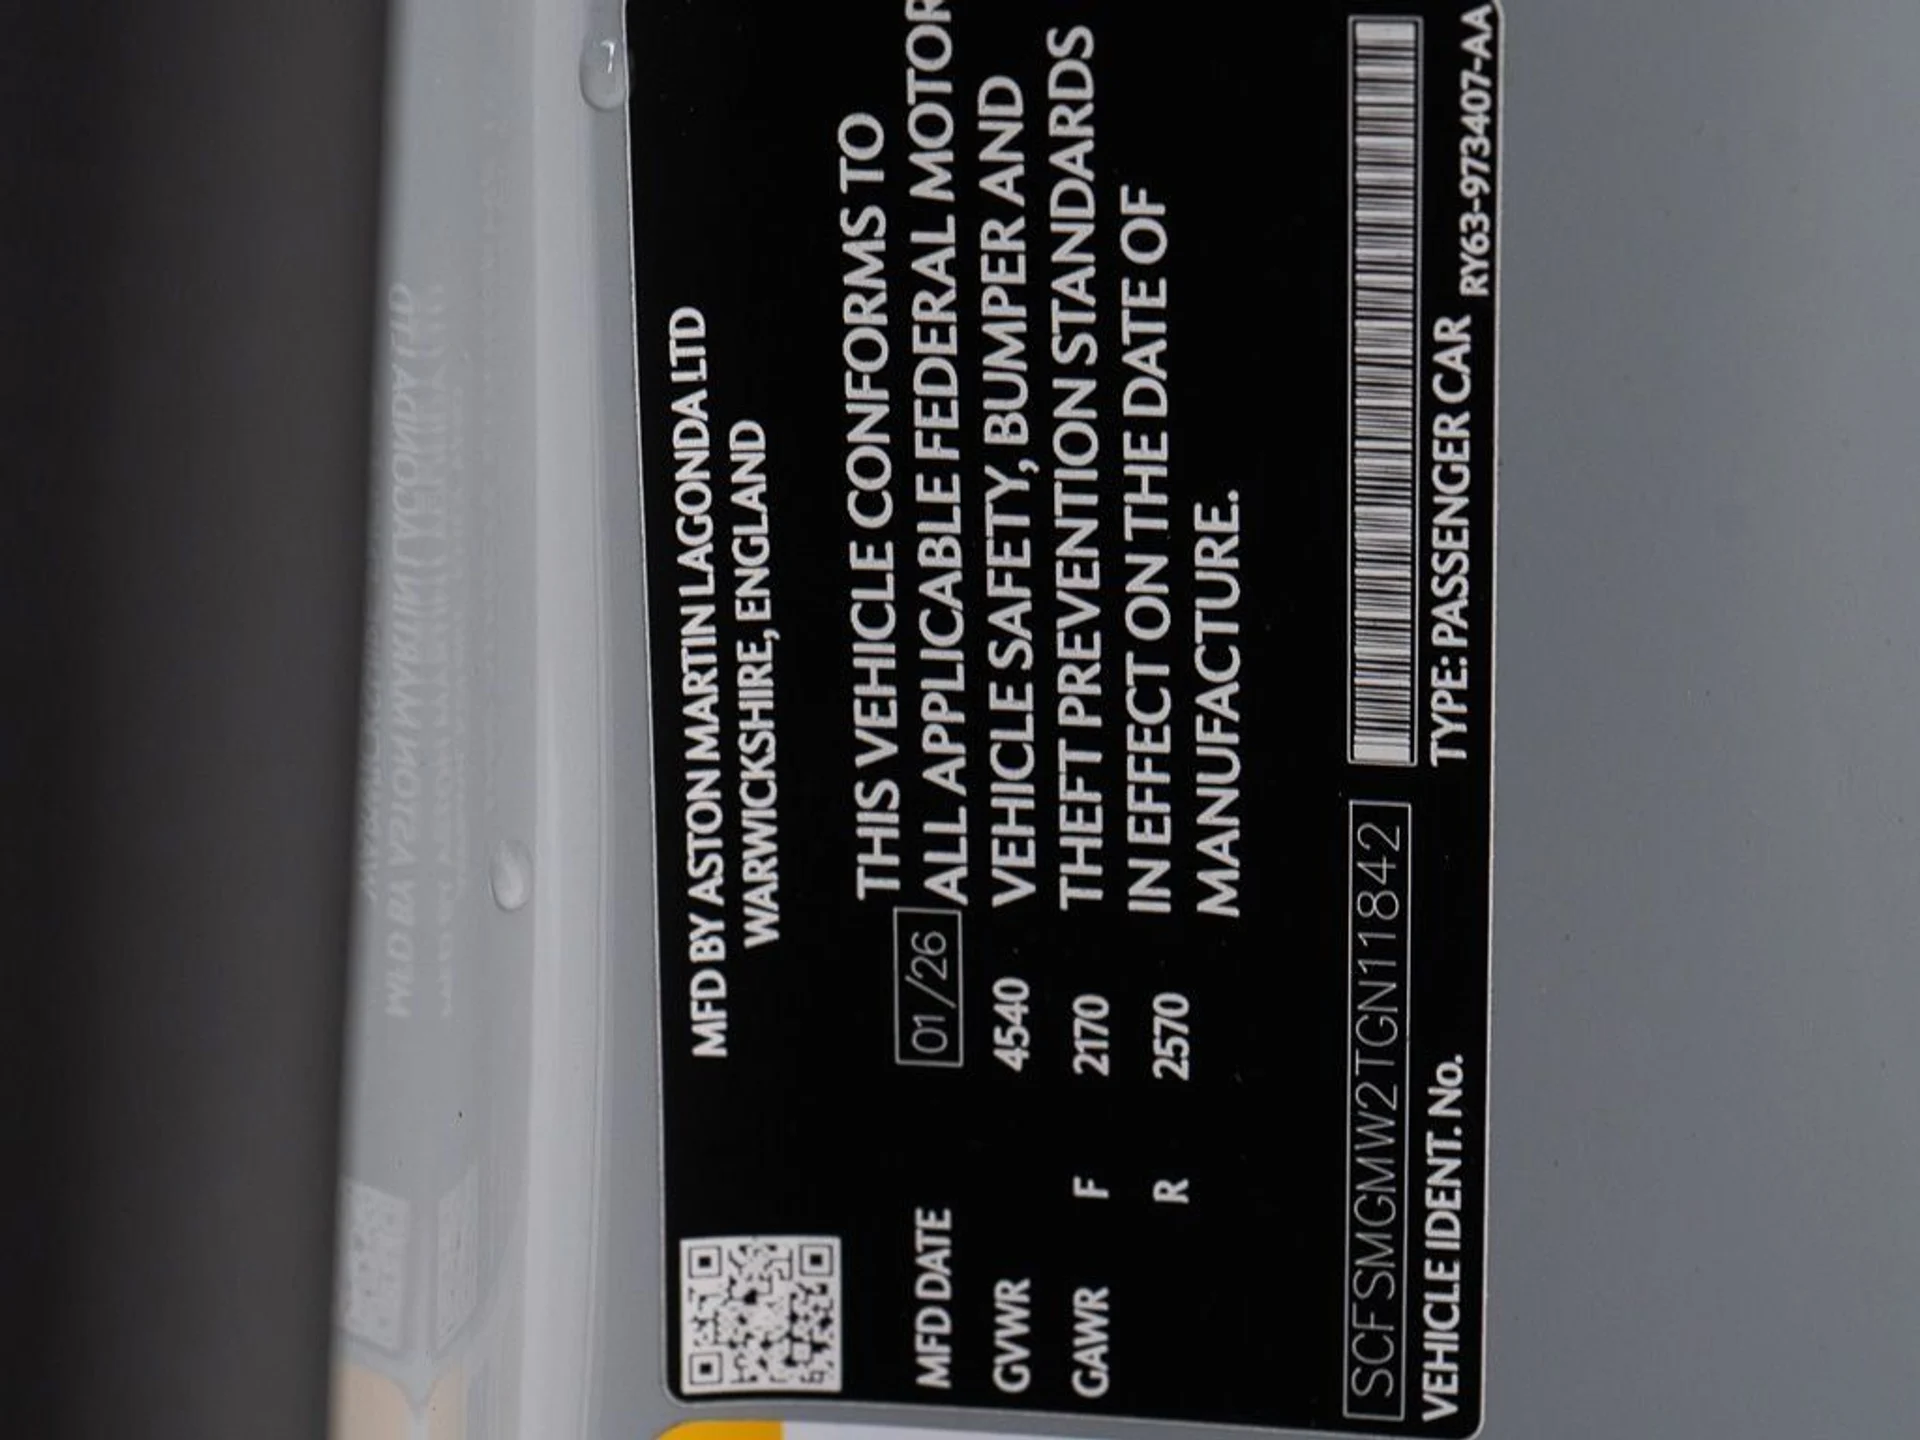 MFD BY ASTON MARTIN LAGONDA LTD
WARWICKSHIRE, ENGLAND
THIS VEHICLE CONFORMS TO
MFD DATE 01/26 ALL APPLICABLE FEDERAL MOTOR
GVWR 4540 VEHICLE SAFETY, BUMPER AND
GAWR F 2170 THEFT PREVENTION STANDARDS
R 2570 IN EFFECT ON THE DATE OF
MANUFACTURE.
SCFSMGMW2TGN11842
VEHICLE IDENT. No. TYPE: PASSENGER CAR RY63-973407-AA